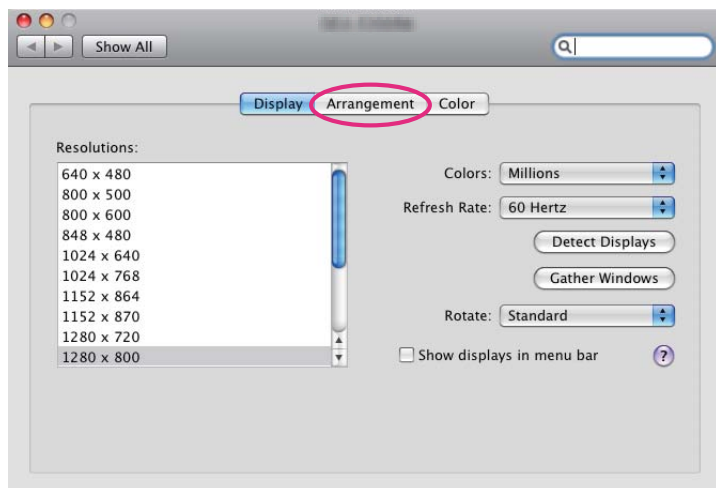 Show All
Display Arrangement Color
Resolutions:
640 x 480
800 x 500
800 x 600
848 x 480
1024 x 640
1024 x 768
1152 x 864
1152 x 870
1280 x 720
1280 x 800
Colors: Millions
Refresh Rate: 60 Hertz
Detect Displays
Gather Windows
Rotate: Standard
Show displays in menu bar ?